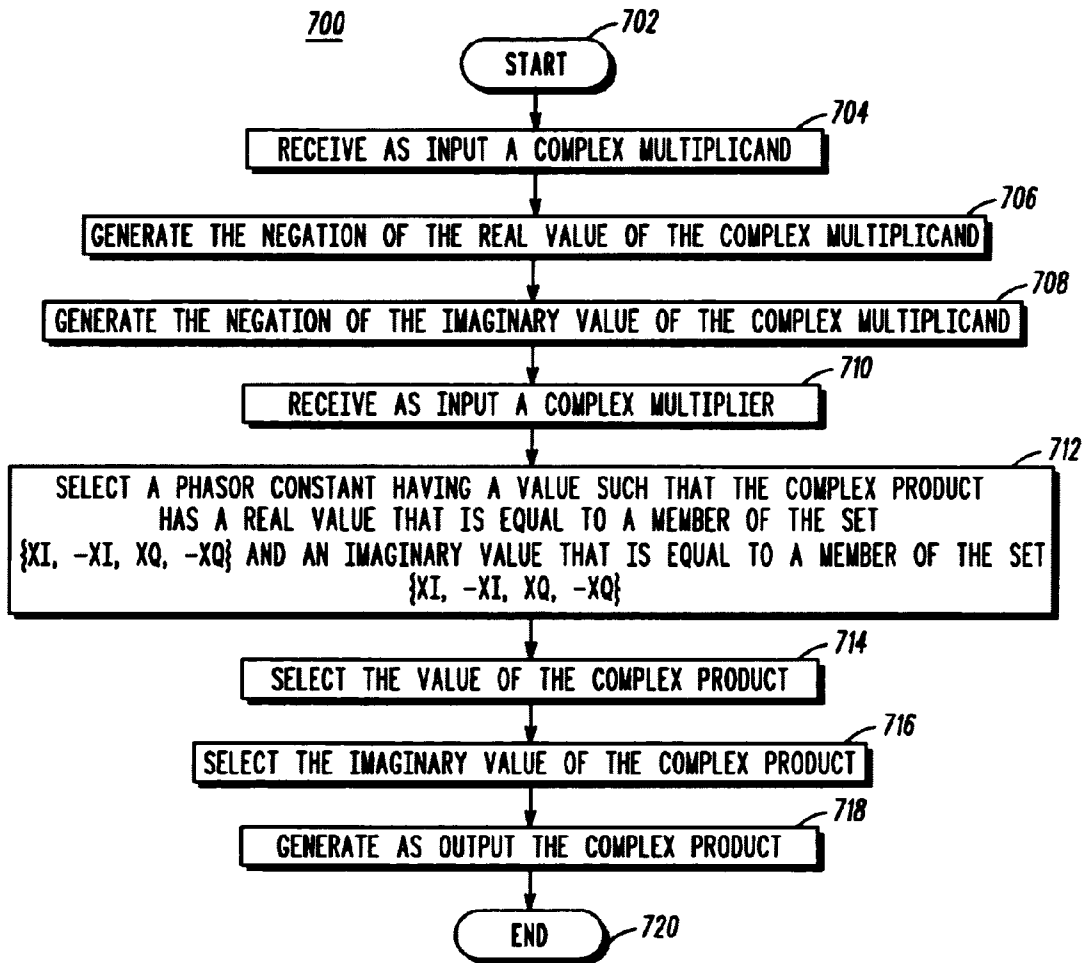 700
702
START
704
RECEIVE AS INPUT A COMPLEX MULTIPLICAND
706
GENERATE THE NEGATION OF THE REAL VALUE OF THE COMPLEX MULTIPLICAND
708
GENERATE THE NEGATION OF THE IMAGINARY VALUE OF THE COMPLEX MULTIPLICAND
710
RECEIVE AS INPUT A COMPLEX MULTIPLIER
712
SELECT A PHASOR CONSTANT HAVING A VALUE SUCH THAT THE COMPLEX PRODUCT
HAS A REAL VALUE THAT IS EQUAL TO A MEMBER OF THE SET
{XI, -XI, XQ, -XQ} AND AN IMAGINARY VALUE THAT IS EQUAL TO A MEMBER OF THE SET
{XI, -XI, XQ, -XQ}
714
SELECT THE VALUE OF THE COMPLEX PRODUCT
716
SELECT THE IMAGINARY VALUE OF THE COMPLEX PRODUCT
718
GENERATE AS OUTPUT THE COMPLEX PRODUCT
END
720